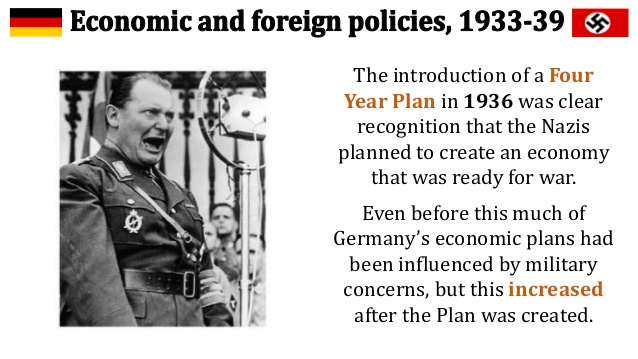 Economic and foreign policies, 1933-39
The introduction of a Four
Year Plan in 1936 was clear
recognition that the Nazis
planned to create an economy
that was ready for war.
Even before this much of
Germany’s economic plans had
been influenced by military
concerns, but this increased
after the Plan was created.